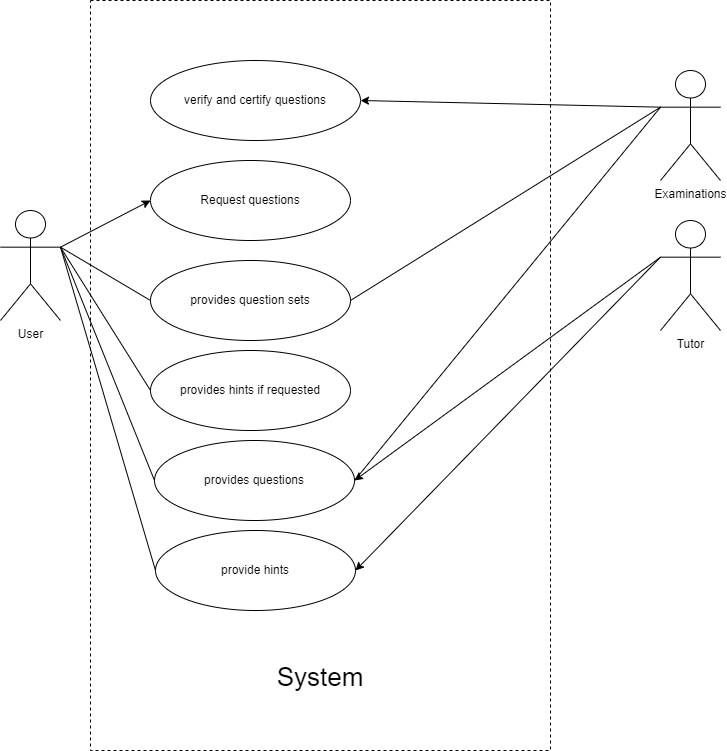 verify and certify questions
Examinations
Request questions
User
provides question sets
Tutor
provides hints if requested
provides questions
provide hints
System